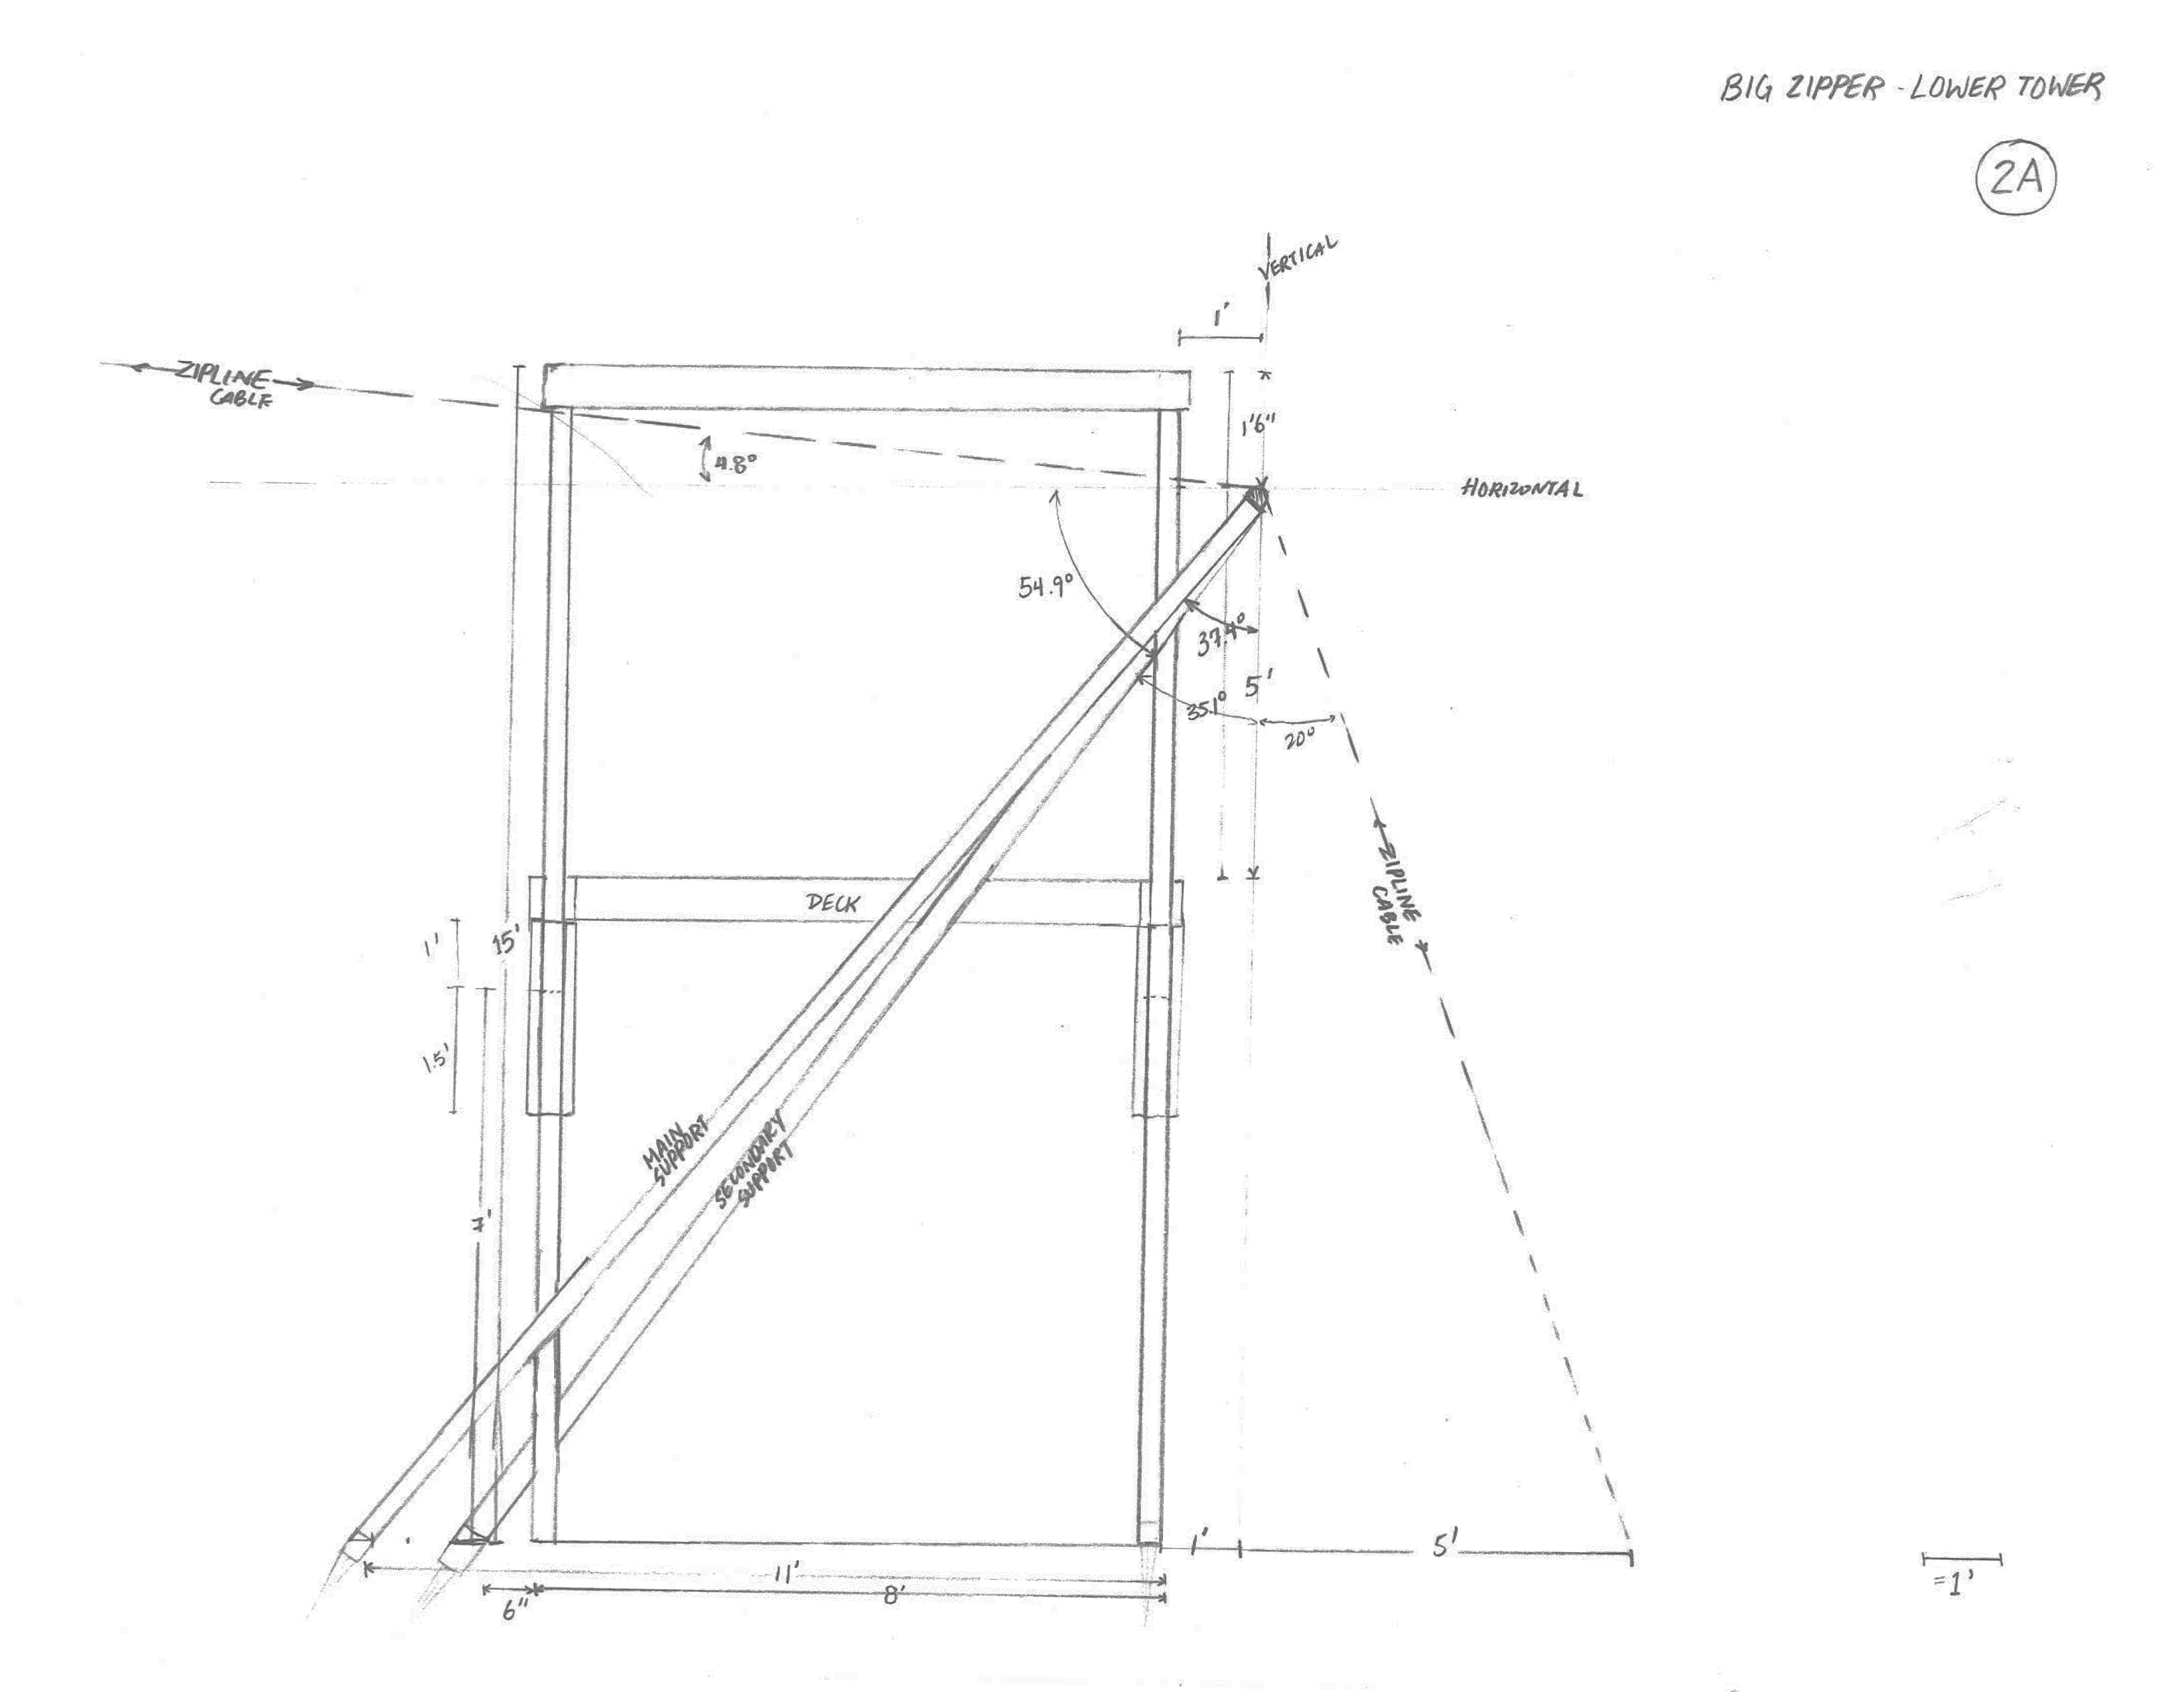 BIG ZIPPER - LOWER TOWER
2A
VERTICAL
1'
ZIPLINE
CABLE
1'6"
4.8°
HORIZONTAL
54.9°
37.4°
5'
35.1°
20°
ZIPLINE
CABLE
DECK
1'
15'
1.5'
MAIN
SUPPORT
SECONDARY
SUPPORT
7'
1'
5'
11'
8'
6"
=1'